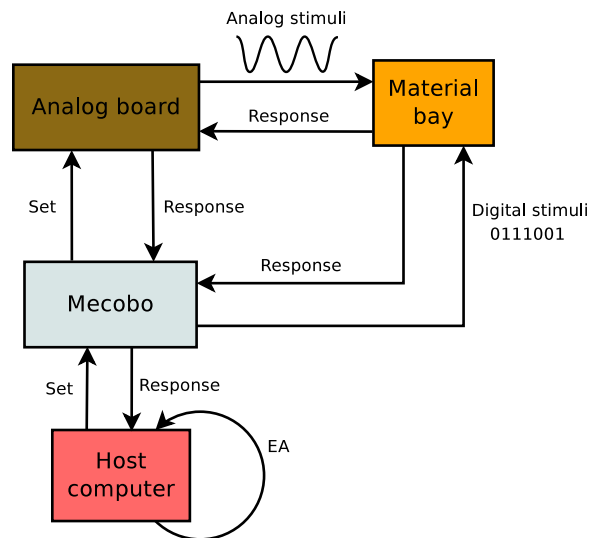 Analog stimuli
Analog board
Material
bay
Response
Set
Response
Digital stimuli
0111001
Response
Mecobo
Set
Response
EA
Host
computer